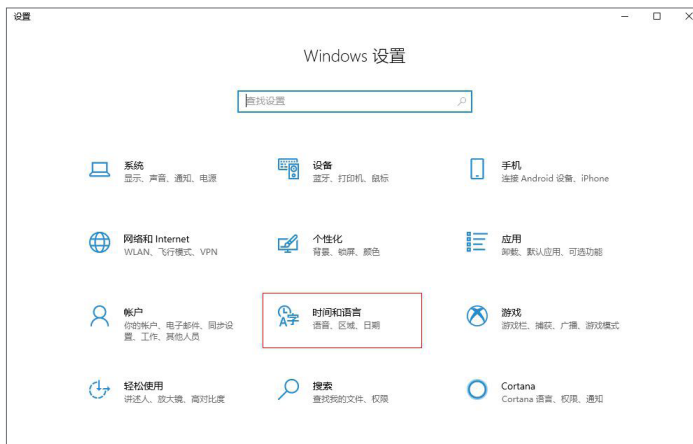 设置
Windows 设置
查找设置
系统
显示、声音、通知、电源
设备
蓝牙、打印机、鼠标
手机
连接 Android 设备、iPhone
网络和 Internet
WLAN、飞行模式、VPN
个性化
背景、锁屏、颜色
应用
卸载、默认应用、可选功能
帐户
你的帐户、电子邮件、同步设
置、工作、其他人员
时间和语言
语音、区域、日期
游戏
游戏栏、捕获、广播、游戏模式
轻松使用
讲述人、放大镜、高对比度
搜索
查找我的文件、权限
Cortana
Cortana 语言、权限、通知